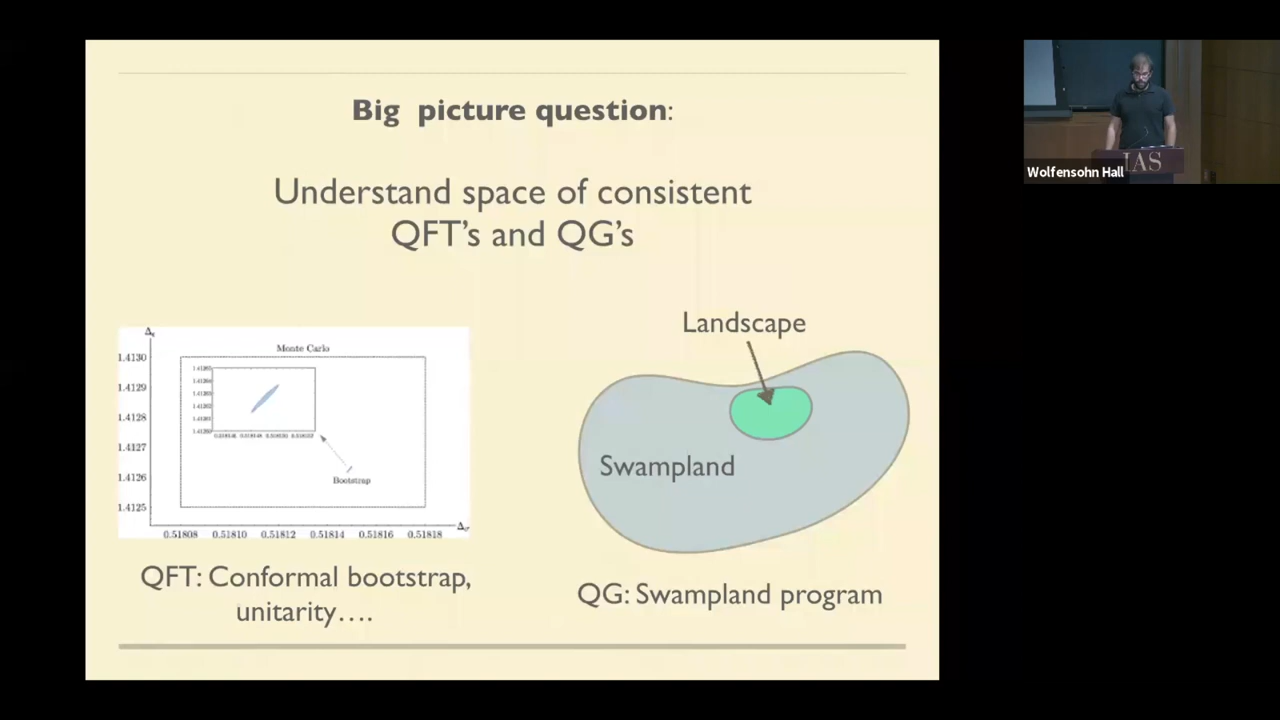 Big picture question:
Understand space of consistent
QFT's and QG's
Δε
Monte Carlo
1.4130
1.4129
1.4128
1.4127
1.4126
1.4125
Bootstrap
0.51808
0.51810
0.51812
0.51814
0.51816
0.51818
Δσ
QFT: Conformal bootstrap,
unitarity….
Landscape
Swampland
QG: Swampland program
IAS
Wolfensohn Hall